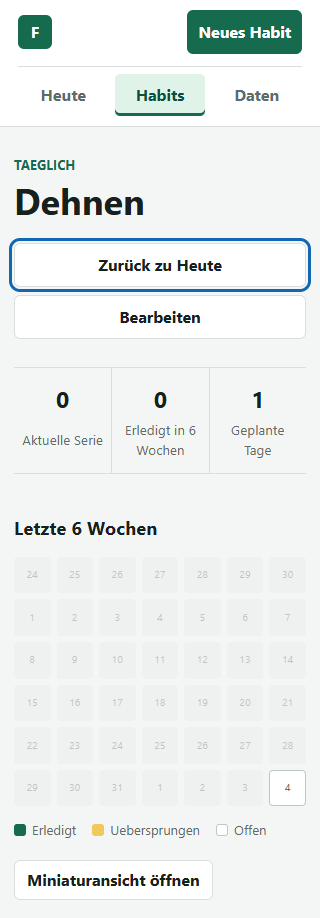 F
Neues Habit
Heute Habits Daten
TAEGLICH
Dehnen
Zurück zu Heute
Bearbeiten
0 0 1
Aktuelle Serie
Erledigt in 6
Wochen
Geplante
Tage
Letzte 6 Wochen
24 25 26 27 28 29 30
1 2 3 4 5 6 7
8 9 10 11 12 13 14
15 16 17 18 19 20 21
22 23 24 25 26 27 28
29 30 31 1 2 3 4
Erledigt Uebersprungen Offen
Miniaturansicht öffnen